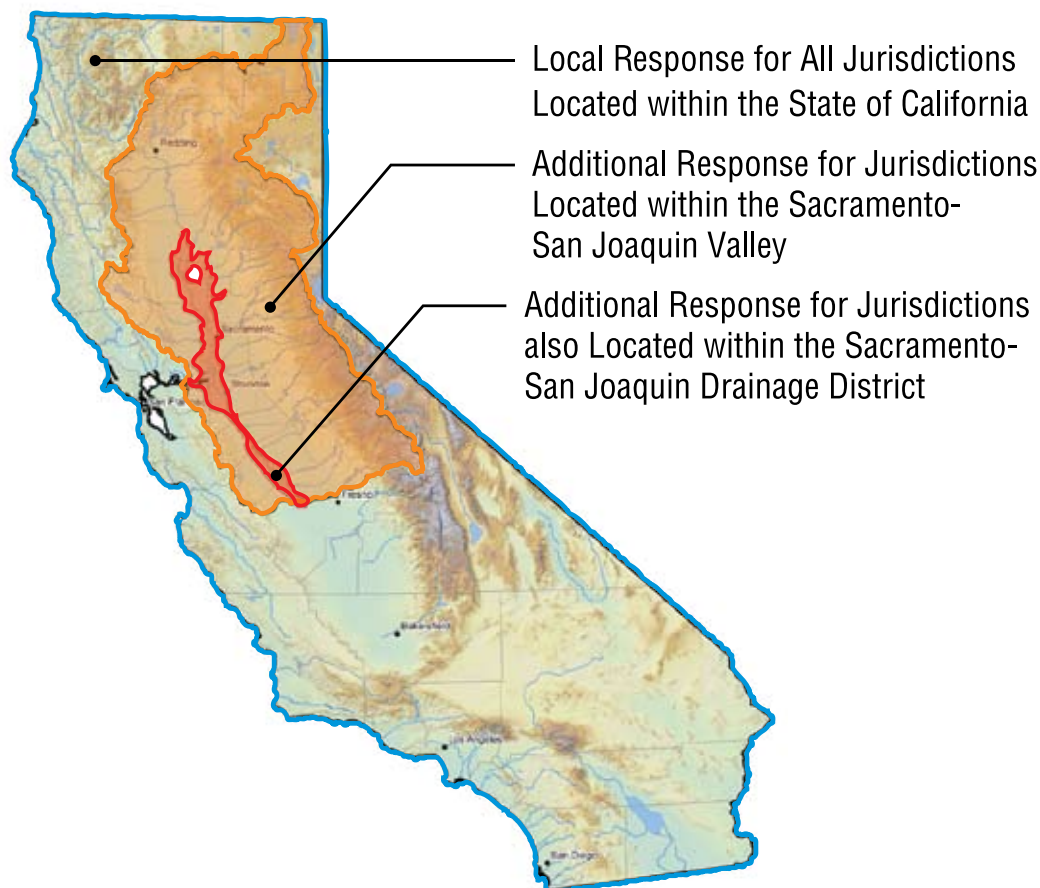 Local Response for All Jurisdictions
Located within the State of California
Additional Response for Jurisdictions
Located within the Sacramento-
San Joaquin Valley
Additional Response for Jurisdictions
also Located within the Sacramento-
San Joaquin Drainage District
Redding
Sacramento
Stockton
Fresno
Bakersfield
Los Angeles
San Diego